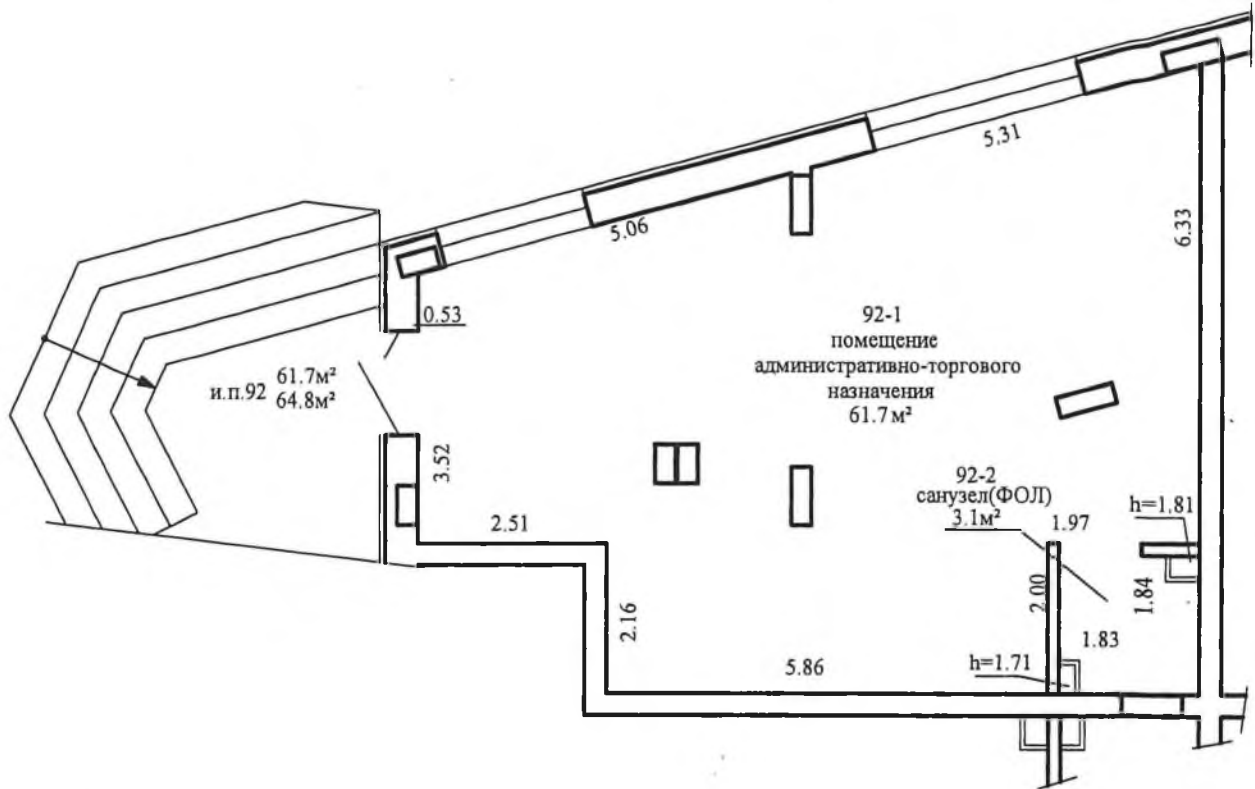 5.31
5.06
6.33
0.53
92-1
помещение
административно-торгового
назначения
61.7м²
и.п.92 61.7м²
64.8м²
3.52
92-2
санузел(ФОЛ)
3.1м²
h=1,81
1.97
2.51
2.00
1.84
2.16
1.83
5.86
h=1.71